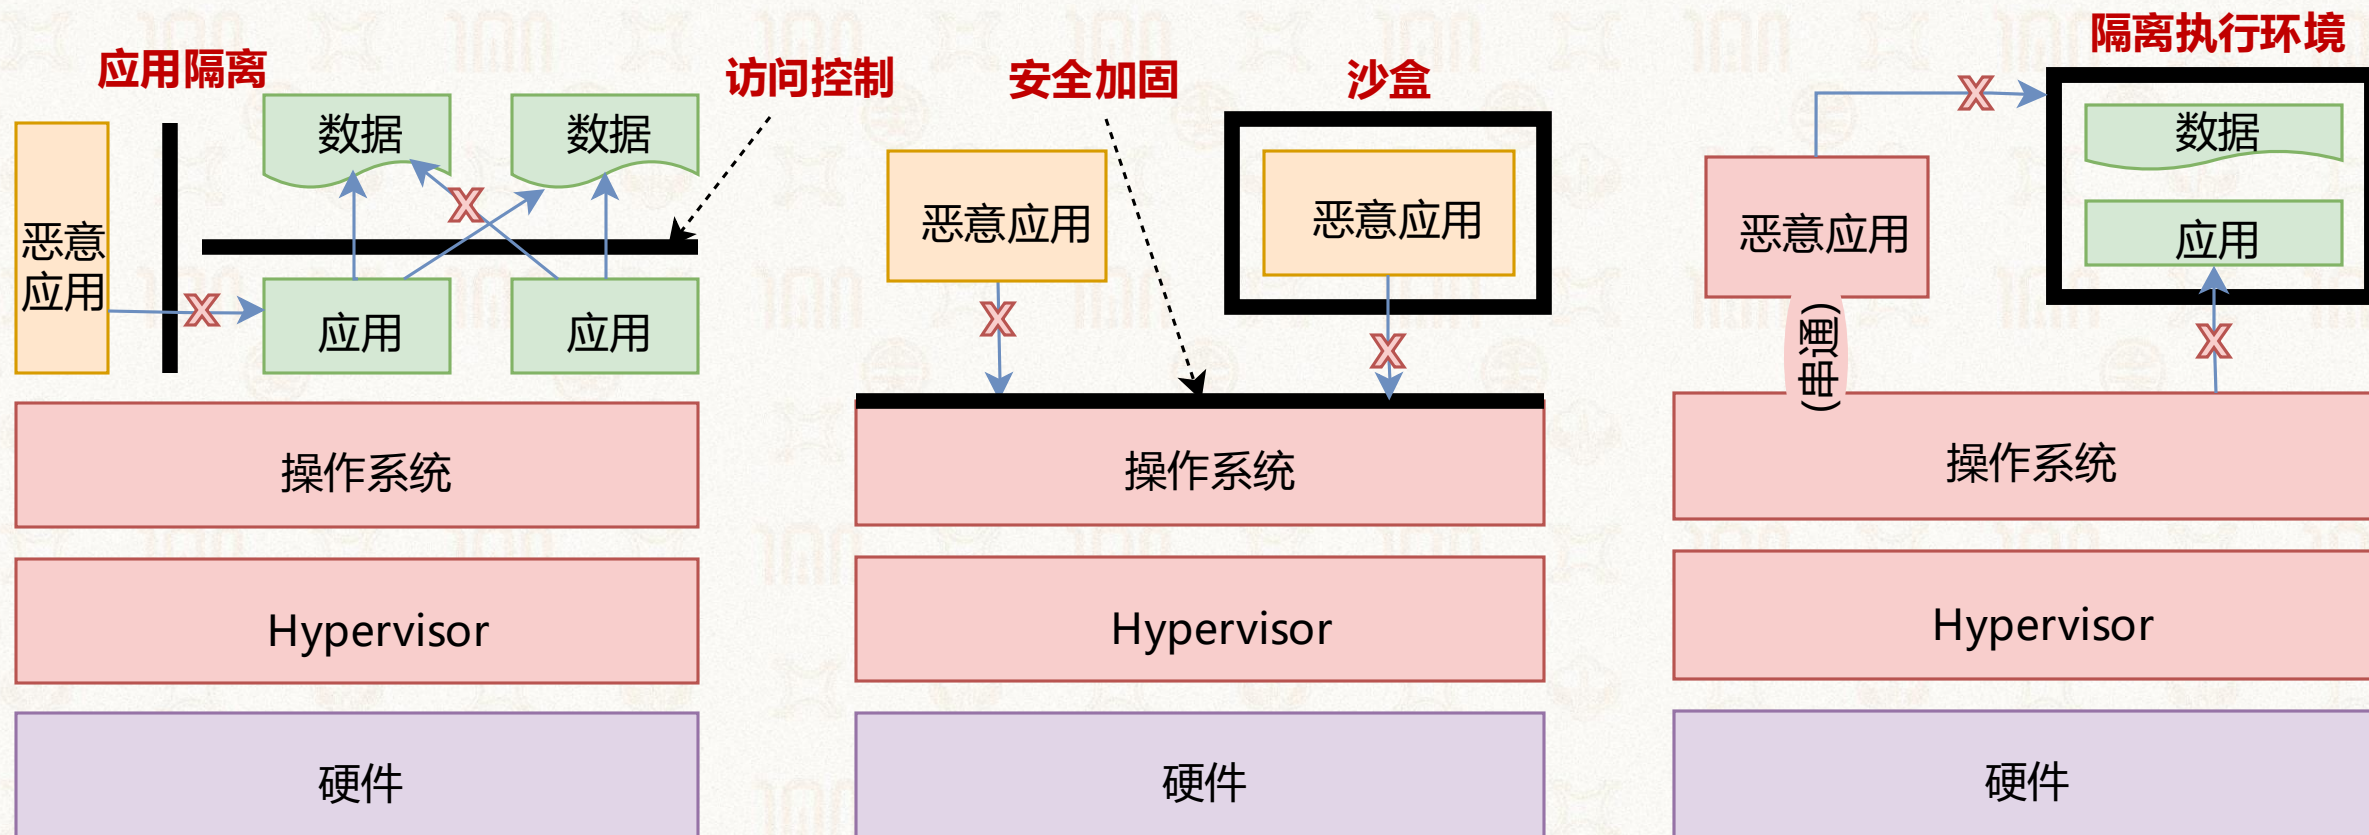 应用隔离
访问控制
数据
数据
恶意
应用
X
X
应用
应用
操作系统
Hypervisor
硬件
安全加固
沙盒
恶意应用
恶意应用
X
X
操作系统
Hypervisor
硬件
隔离执行环境
X
数据
应用
恶意应用
(串通)
X
操作系统
Hypervisor
硬件